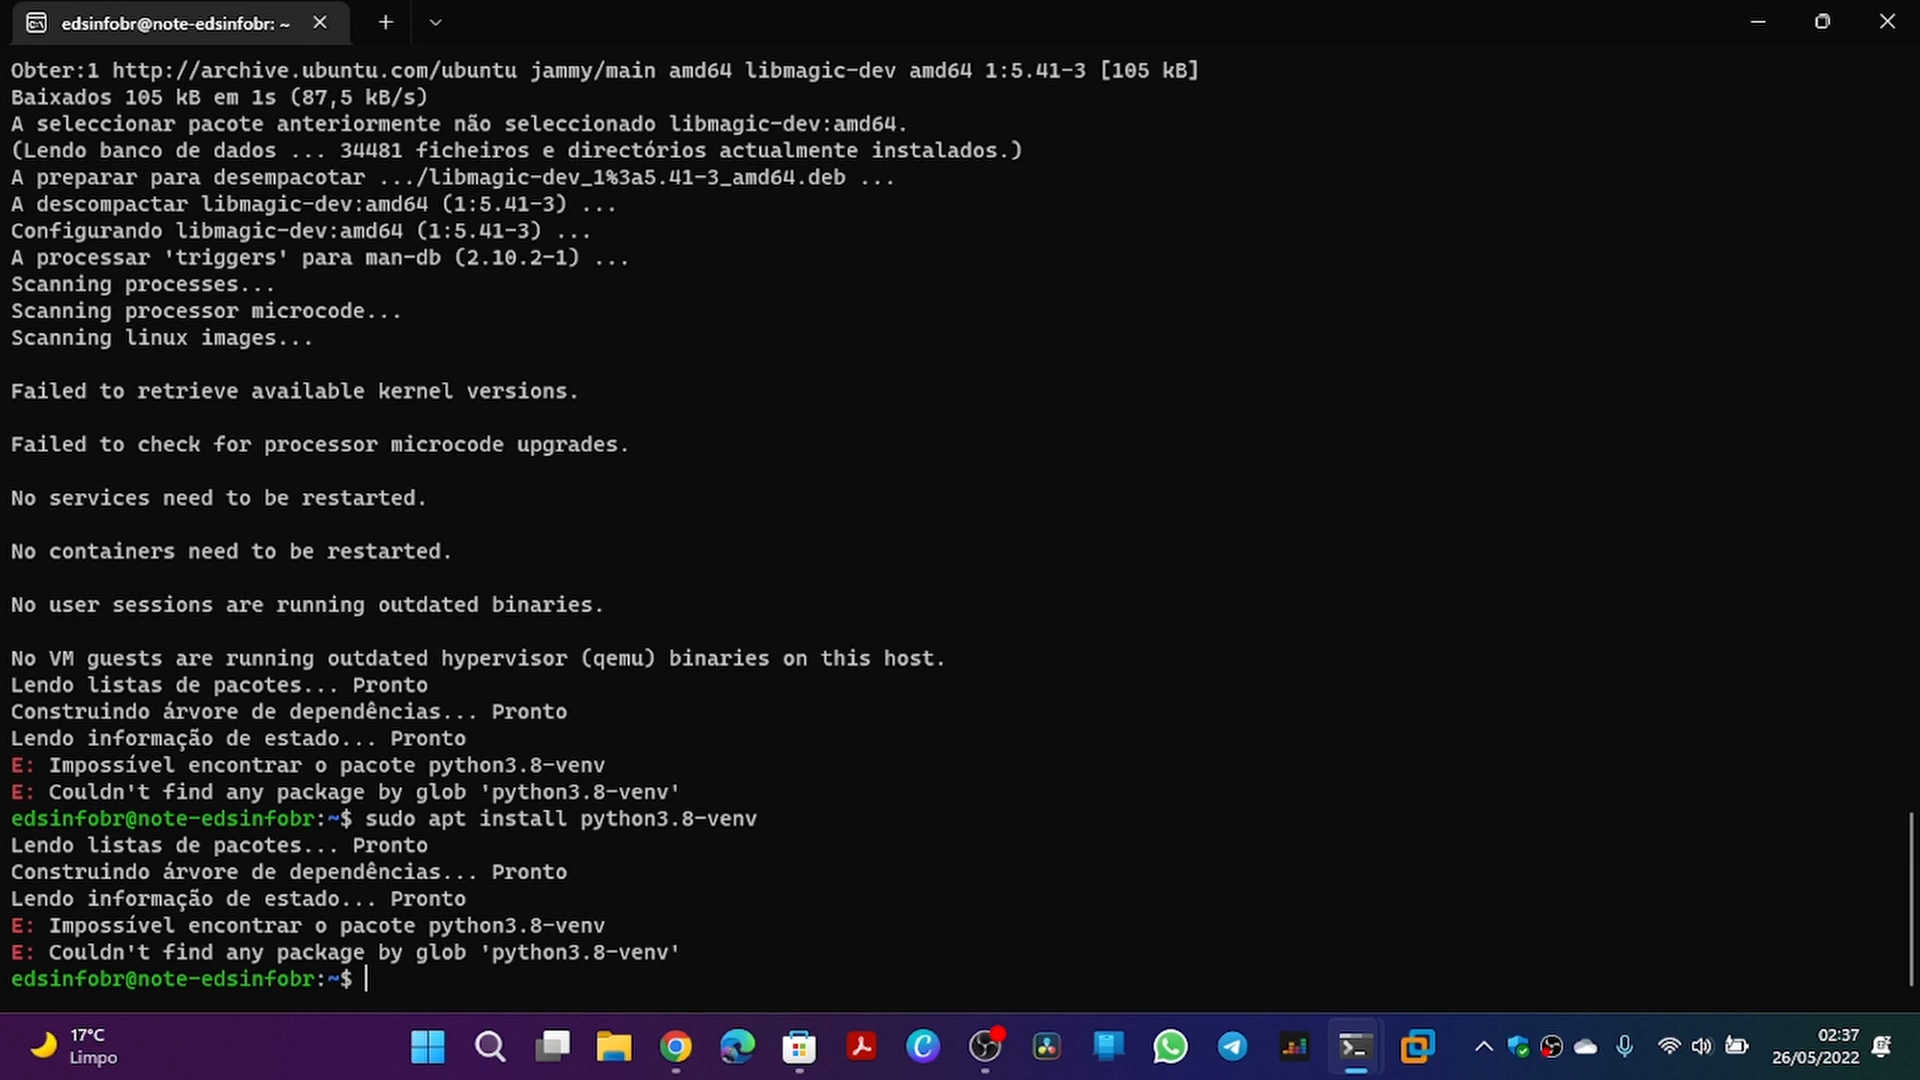 edsinfobr@note-edsinfobr: ~
Obter:1 http://archive.ubuntu.com/ubuntu jammy/main amd64 libmagic-dev amd64 1:5.41-3 [105 kB]
Baixados 105 kB em 1s (87,5 kB/s)
A seleccionar pacote anteriormente não seleccionado libmagic-dev:amd64.
(Lendo banco de dados ... 34481 ficheiros e directórios actualmente instalados.)
A preparar para desempacotar .../libmagic-dev_1%3a5.41-3_amd64.deb ...
A descompactar libmagic-dev:amd64 (1:5.41-3) ...
Configurando libmagic-dev:amd64 (1:5.41-3) ...
A processar 'triggers' para man-db (2.10.2-1) ...
Scanning processes...
Scanning processor microcode...
Scanning linux images...
Failed to retrieve available kernel versions.
Failed to check for processor microcode upgrades.
No services need to be restarted.
No containers need to be restarted.
No user sessions are running outdated binaries.
No VM guests are running outdated hypervisor (qemu) binaries on this host.
Lendo listas de pacotes... Pronto
Construindo árvore de dependências... Pronto
Lendo informação de estado... Pronto
E: Impossível encontrar o pacote python3.8-venv
E: Couldn't find any package by glob 'python3.8-venv'
edsinfobr@note-edsinfobr:~$ sudo apt install python3.8-venv
Lendo listas de pacotes... Pronto
Construindo árvore de dependências... Pronto
Lendo informação de estado... Pronto
E: Impossível encontrar o pacote python3.8-venv
E: Couldn't find any package by glob 'python3.8-venv'
edsinfobr@note-edsinfobr:~$
17°C
Limpo
02:37
26/05/2022